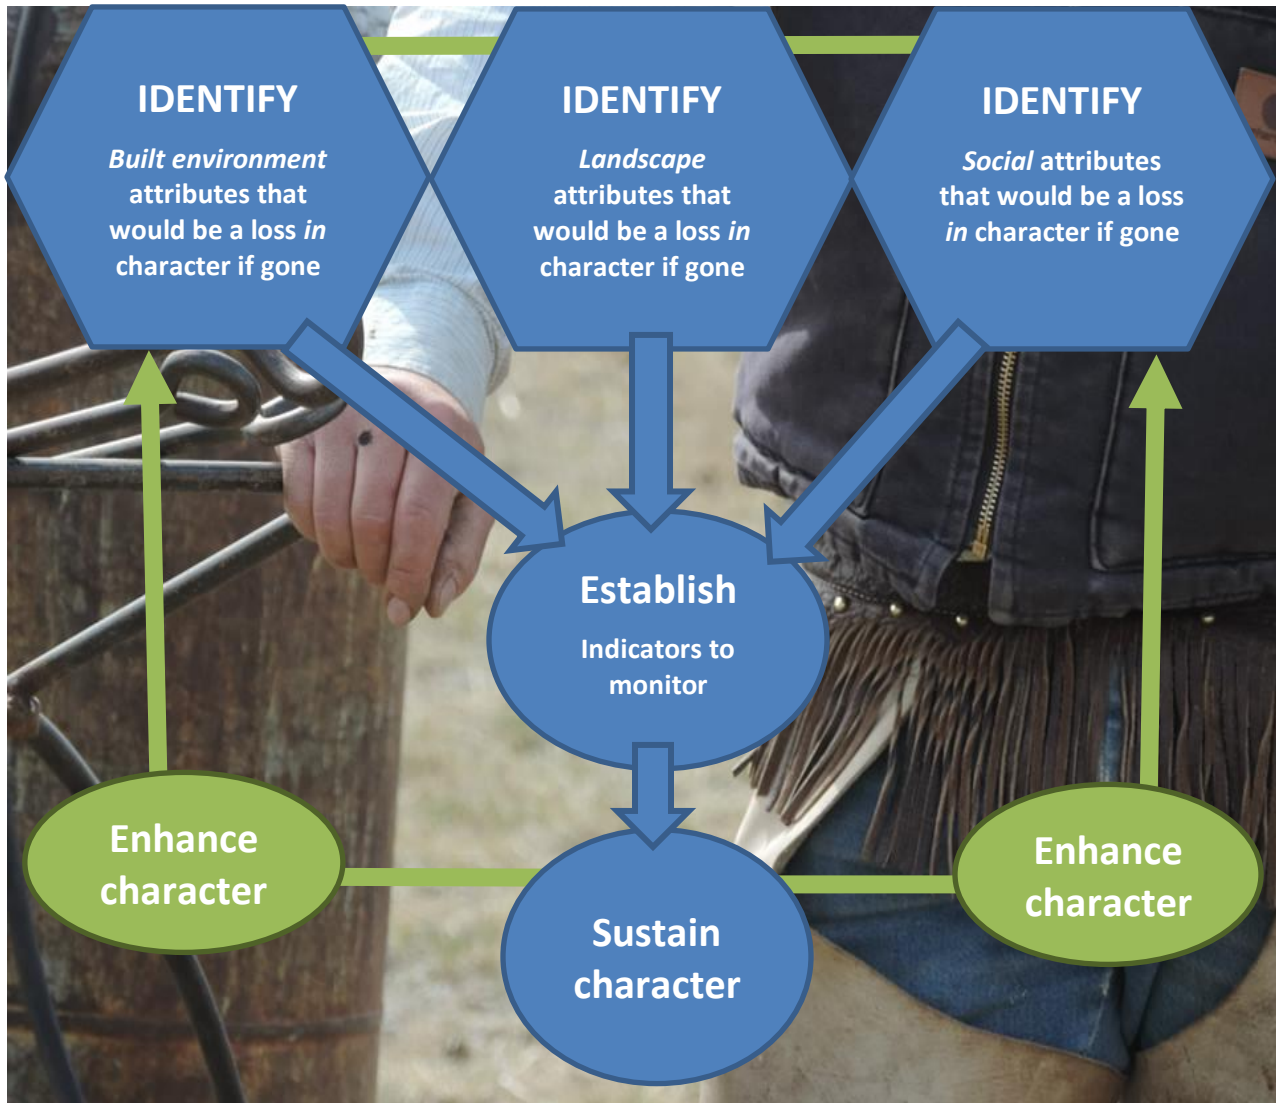 IDENTIFY
Built environment
attributes that
would be a loss in
character if gone
IDENTIFY
Landscape
attributes that
would be a loss in
character if gone
IDENTIFY
Social attributes
that would be a loss
in character if gone
Establish
Indicators to
monitor
Enhance
character
Sustain
character
Enhance
character